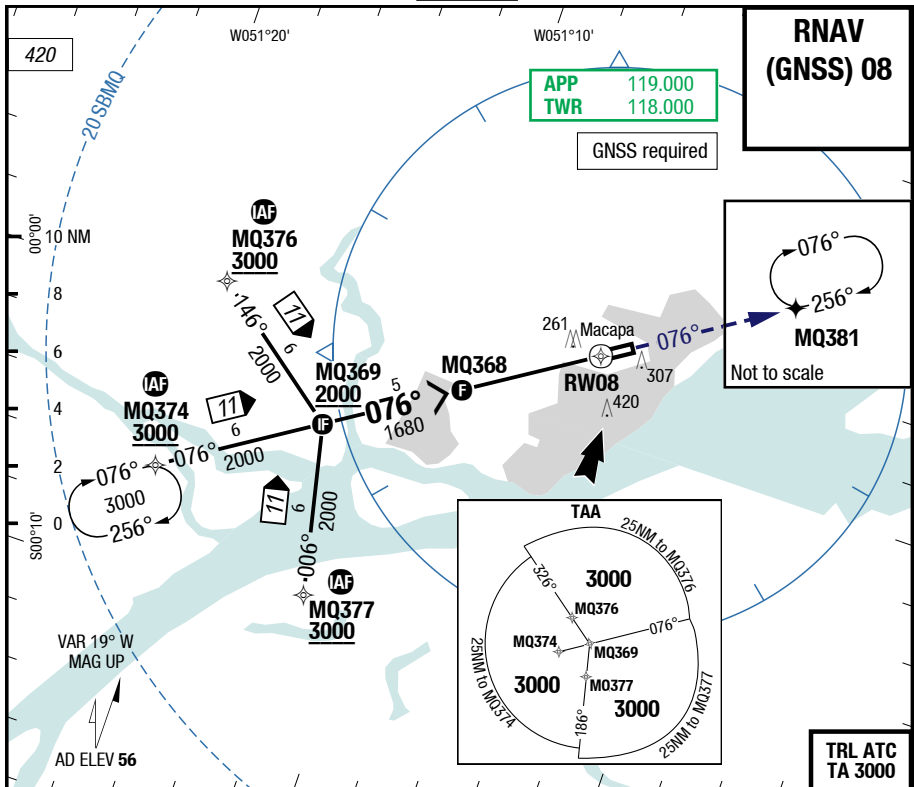 RNAV
(GNSS) 08
420
W051°20'
W051°10'
20 SBMQ
APP 119.000
TWR 118.000
GNSS required
00°00'
10 NM
8
6
4
2
0
S00°10'
IAF
MQ376
3000
146°
2000
11
6
IAF
MQ374
3000
11
6
076°
2000
076°
3000
256°
MQ369
2000
IF
5
076°
1680
MQ368
F
261
Macapa
RW08
307
420
076°
076°
256°
MQ381
Not to scale
11
6
2000
006°
IAF
MQ377
3000
TAA
25NM to MQ376
326°
3000
MQ376
076°
MQ374
MQ369
25NM to MQ374
3000
MQ377
3000
186°
25NM to MQ377
VAR 19° W
MAG UP
AD ELEV 56
TRL ATC
TA 3000